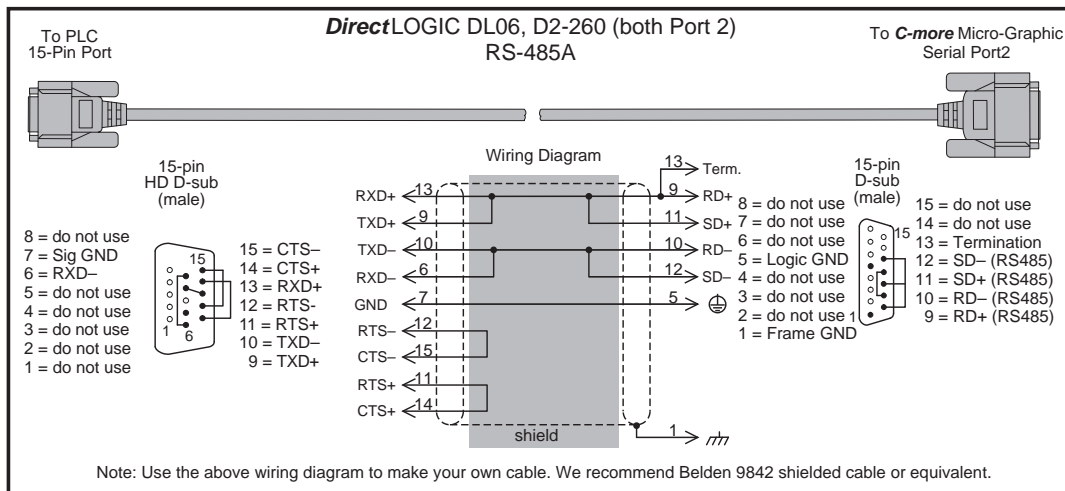 DirectLOGIC DL06, D2-260 (both Port 2)
RS-485A
To PLC
15-Pin Port
To C-more Micro-Graphic
Serial Port2
15-pin
HD D-sub
(male)
8 = do not use
7 = Sig GND
6 = RXD–
5 = do not use
4 = do not use
3 = do not use
2 = do not use
1 = do not use
15
1
6
15 = CTS–
14 = CTS+
13 = RXD+
12 = RTS-
11 = RTS+
10 = TXD–
9 = TXD+
Wiring Diagram
13 Term.
RXD+ 13 9 RD+
TXD+ 9 11 SD+
TXD– 10 10 RD–
RXD– 6 12 SD–
GND 7 5
RTS– 12
CTS– 15
RTS+ 11
CTS+ 14
shield
1
8 = do not use
7 = do not use
6 = do not use
5 = Logic GND
4 = do not use
3 = do not use
2 = do not use
1 = Frame GND
15-pin
D-sub
(male)
15
1
15 = do not use
14 = do not use
13 = Termination
12 = SD– (RS485)
11 = SD+ (RS485)
10 = RD– (RS485)
9 = RD+ (RS485)
Note: Use the above wiring diagram to make your own cable. We recommend Belden 9842 shielded cable or equivalent.